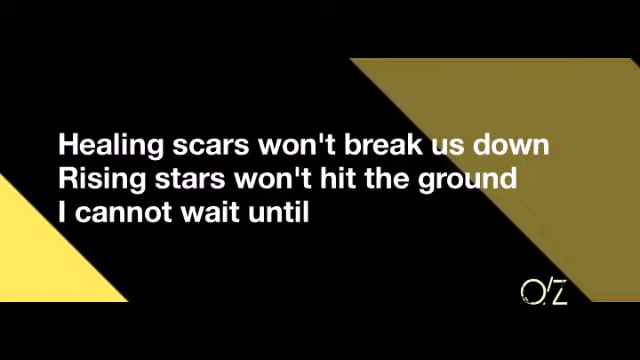 Healing scars won't break us down
Rising stars won't hit the ground
I cannot wait until
O/Z